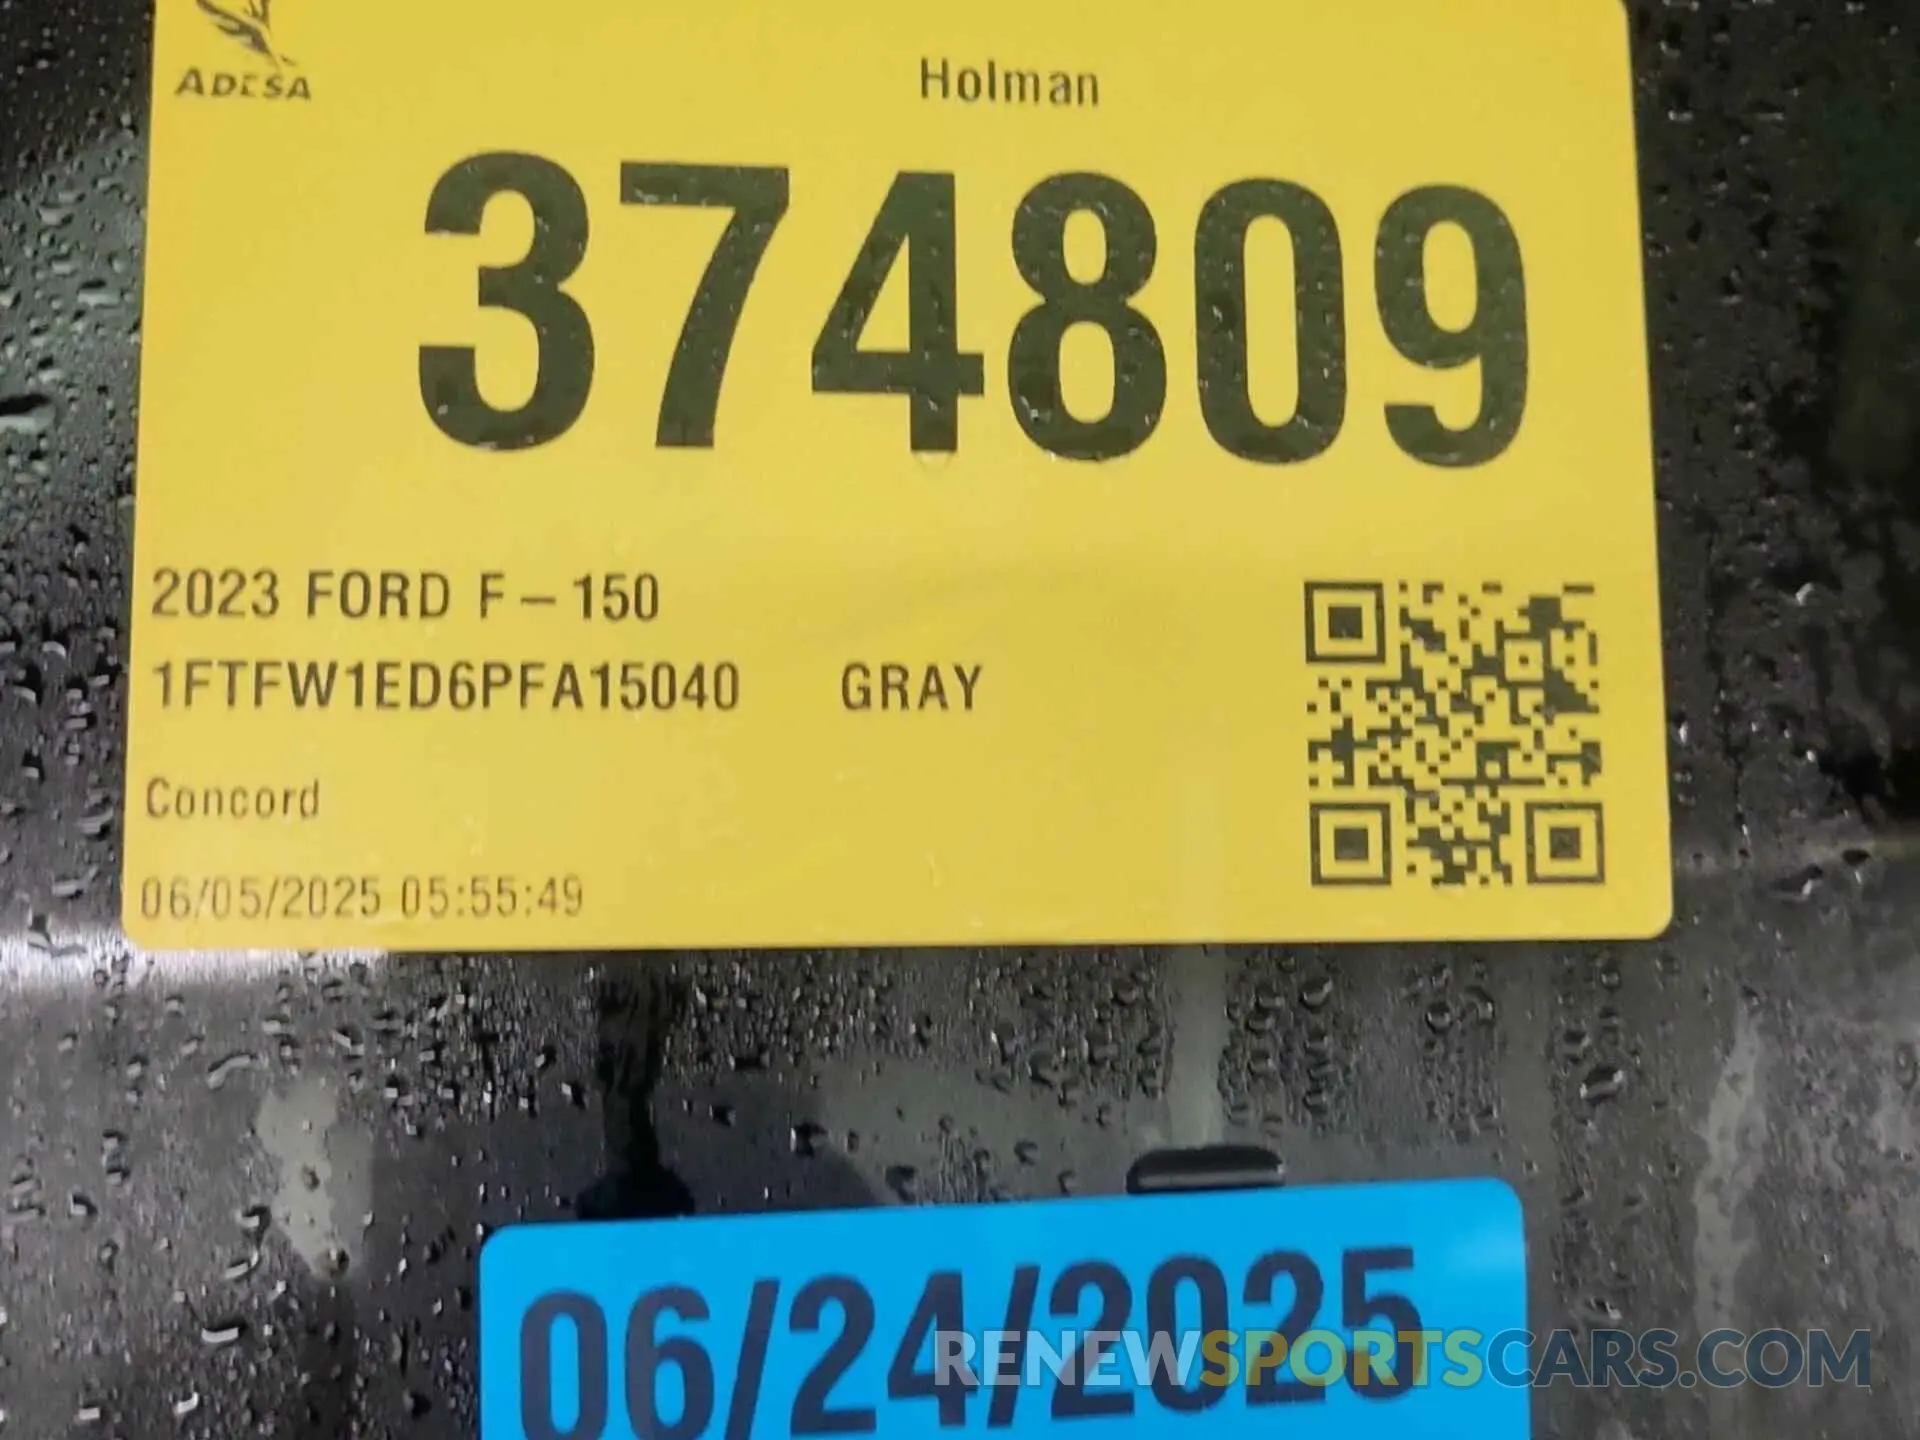 ADESA
Holman
374809
2023 FORD F-150
1FTFW1ED6PFA15040 GRAY
Concord
06/05/2025 05:55:49
06/24/2025
RENEWSPORTSCARS.COM